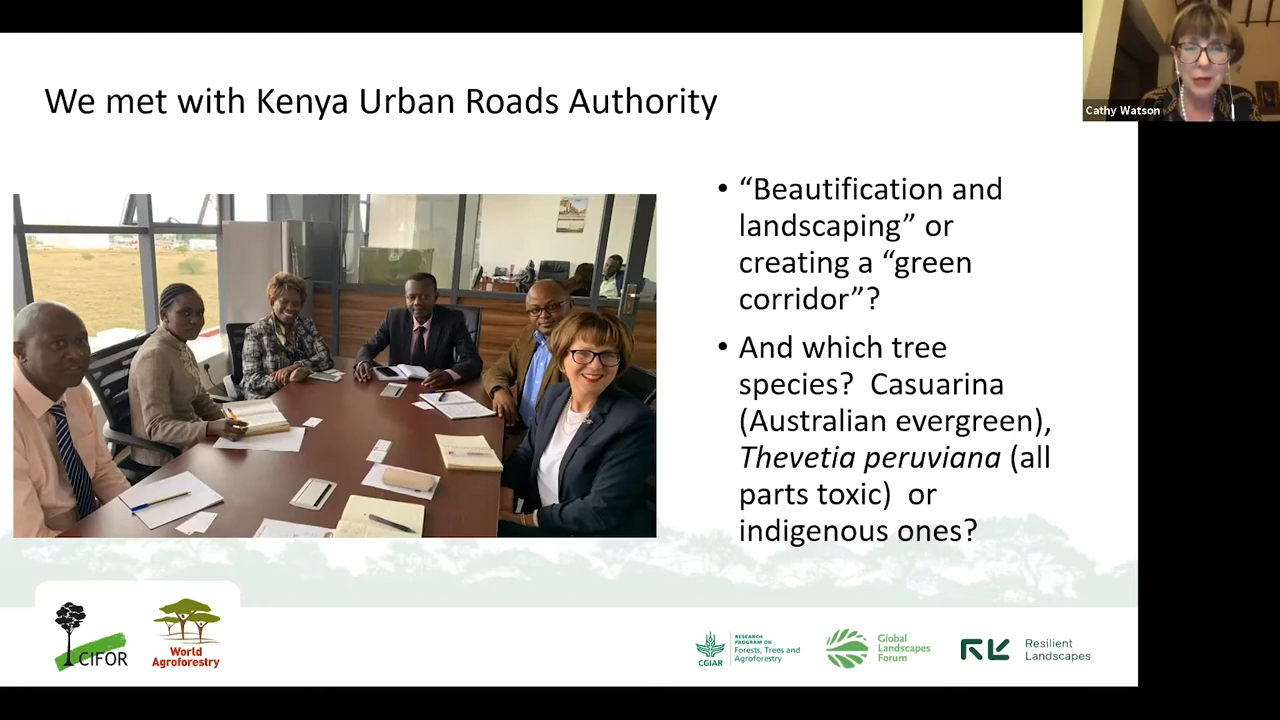 We met with Kenya Urban Roads Authority
Cathy Watson
• “Beautification and
landscaping” or
creating a “green
corridor”?
• And which tree
species?  Casuarina
(Australian evergreen),
Thevetia peruviana (all
parts toxic)  or
indigenous ones?
CIFOR
World
Agroforestry
CGIAR
RESEARCH
PROGRAM ON
Forests, Trees and
Agroforestry
Global
Landscapes
Forum
Resilient
Landscapes